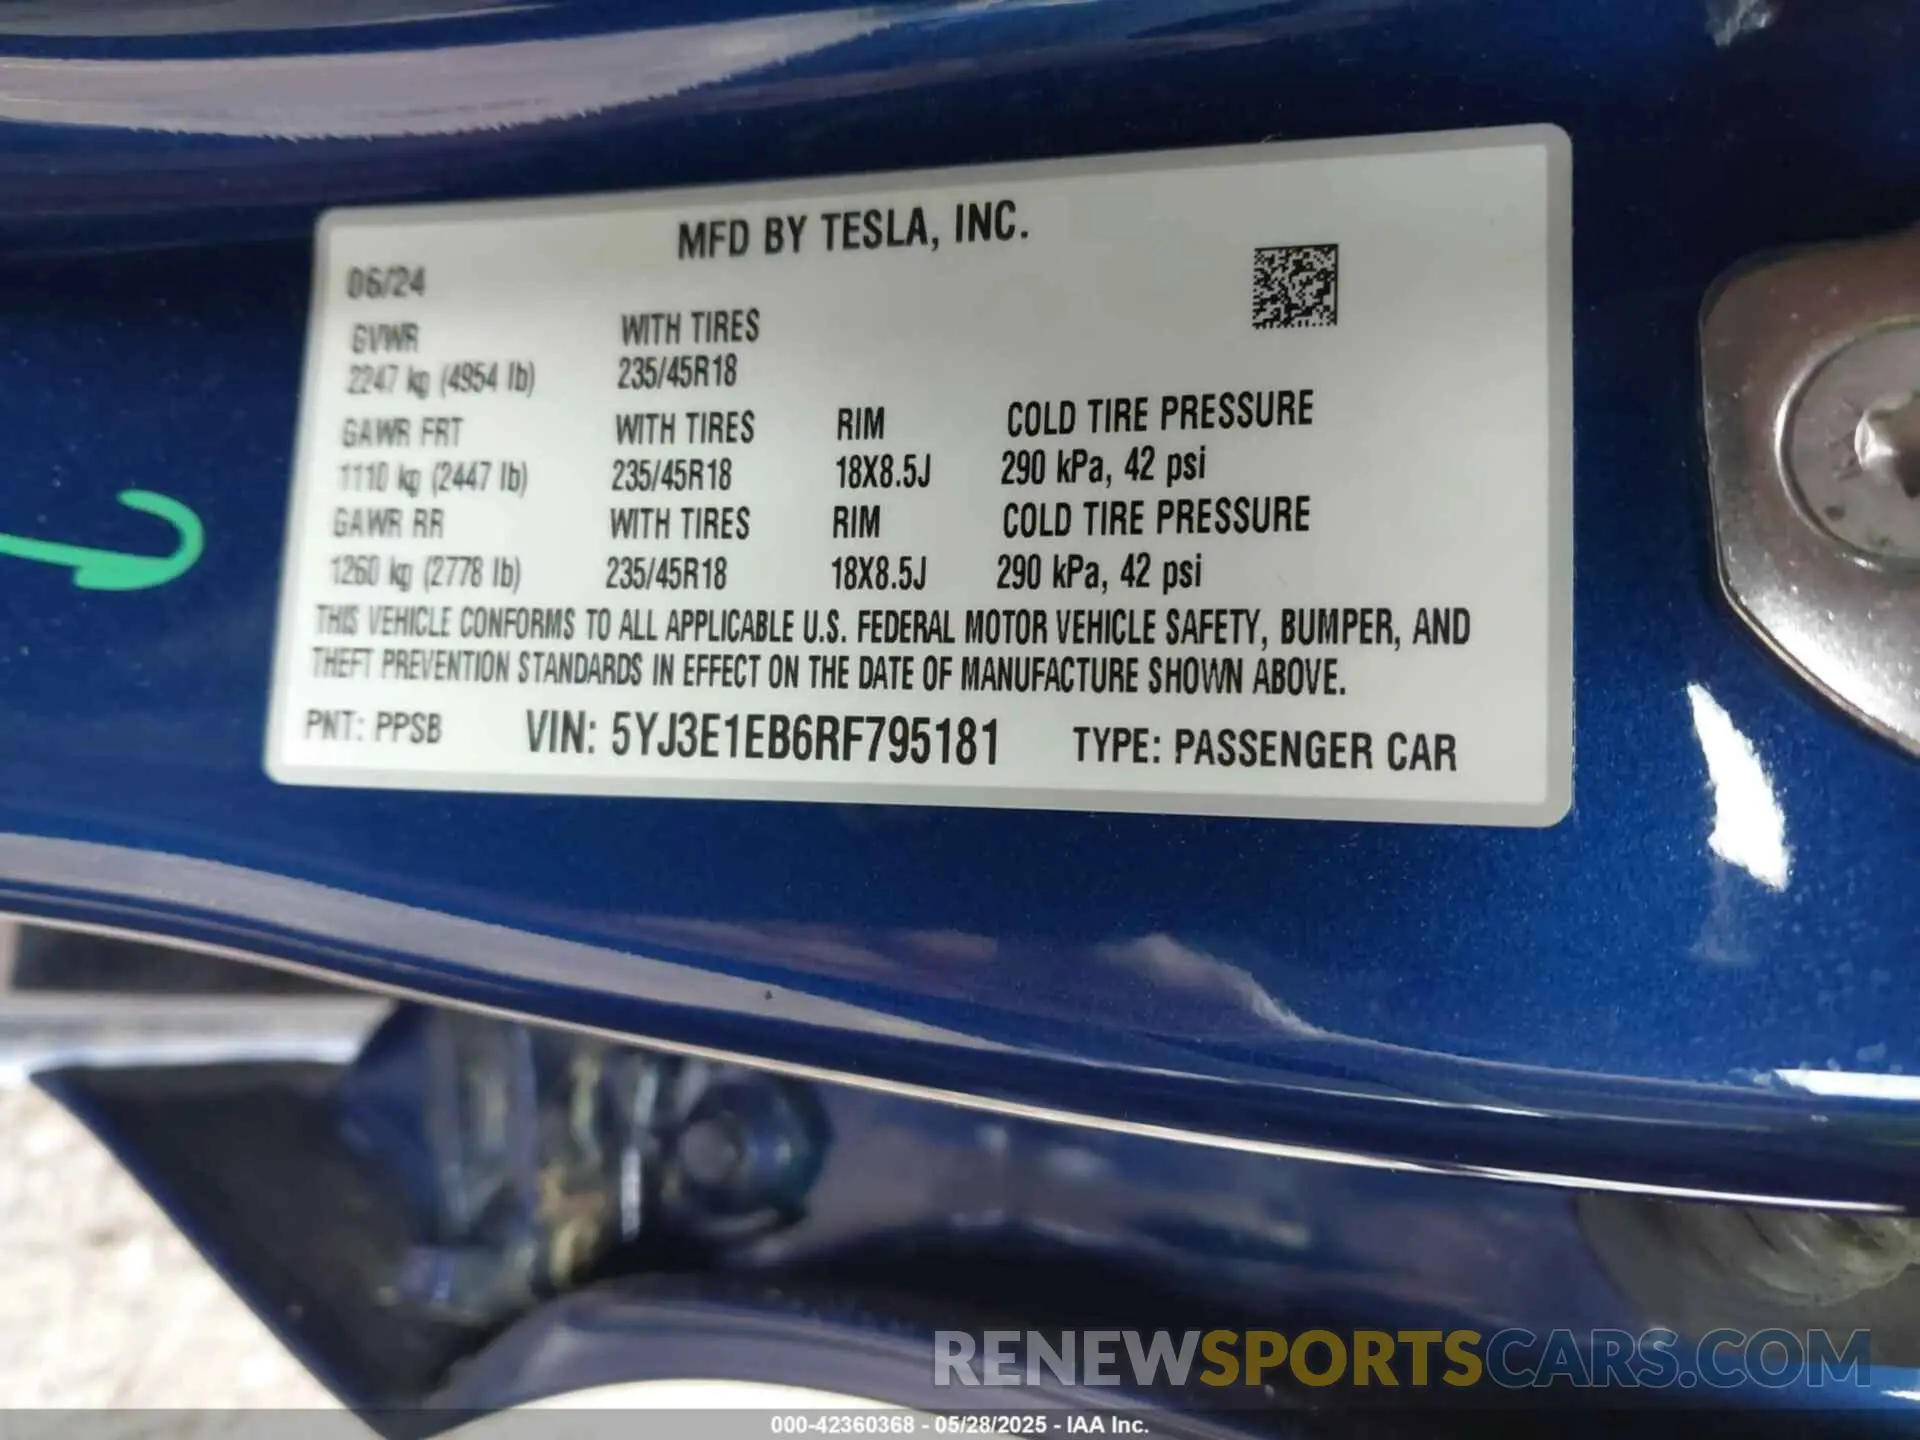 MFD BY TESLA, INC.
06/24
GVWR WITH TIRES
2247 kg (4954 lb) 235/45R18
GAWR FRT WITH TIRES RIM COLD TIRE PRESSURE
1110 kg (2447 lb) 235/45R18 18X8.5J 290 kPa, 42 psi
GAWR RR WITH TIRES RIM COLD TIRE PRESSURE
1260 kg (2778 lb) 235/45R18 18X8.5J 290 kPa, 42 psi
THIS VEHICLE CONFORMS TO ALL APPLICABLE U.S. FEDERAL MOTOR VEHICLE SAFETY, BUMPER, AND
THEFT PREVENTION STANDARDS IN EFFECT ON THE DATE OF MANUFACTURE SHOWN ABOVE.
PNT: PPSB VIN: 5YJ3E1EB6RF795181 TYPE: PASSENGER CAR
RENEWSPORTSCARS.COM
000-42360368 - 05/28/2025 - IAA Inc.